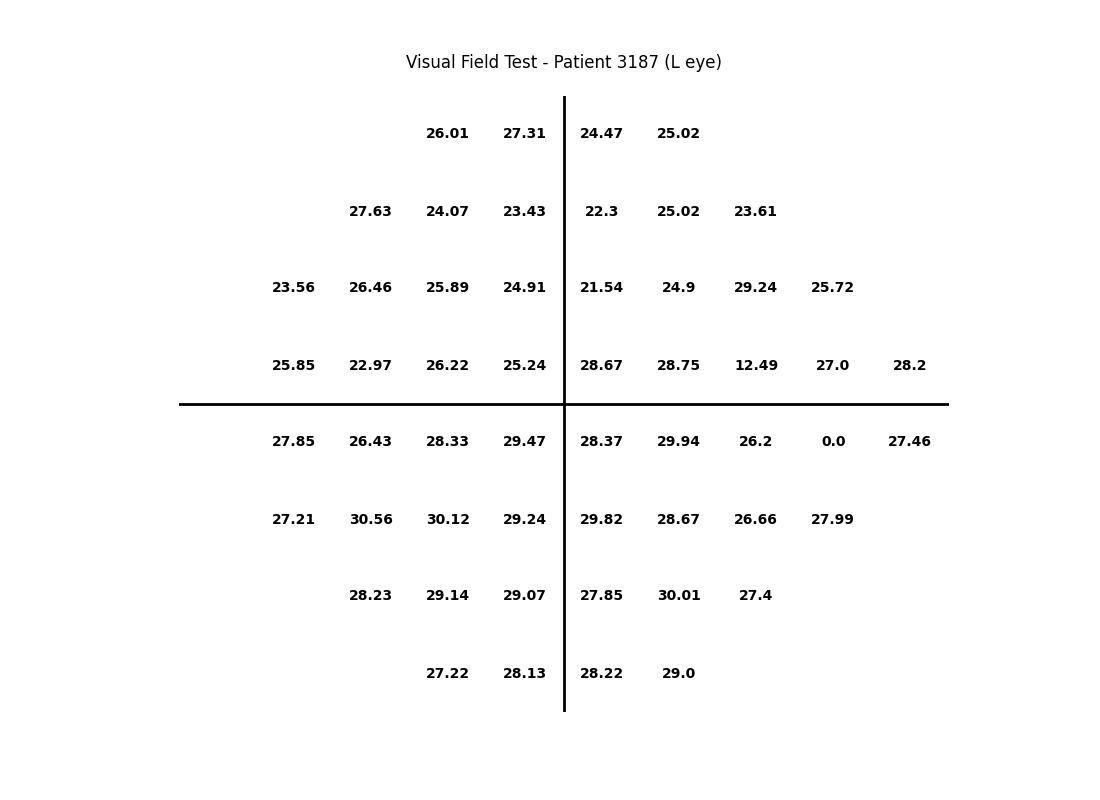 Visual Field Test - Patient 3187 (L eye)
26.01 27.31 24.47 25.02
27.63 24.07 23.43 22.3 25.02 23.61
23.56 26.46 25.89 24.91 21.54 24.9 29.24 25.72
25.85 22.97 26.22 25.24 28.67 28.75 12.49 27.0 28.2
27.85 26.43 28.33 29.47 28.37 29.94 26.2 0.0 27.46
27.21 30.56 30.12 29.24 29.82 28.67 26.66 27.99
28.23 29.14 29.07 27.85 30.01 27.4
27.22 28.13 28.22 29.0